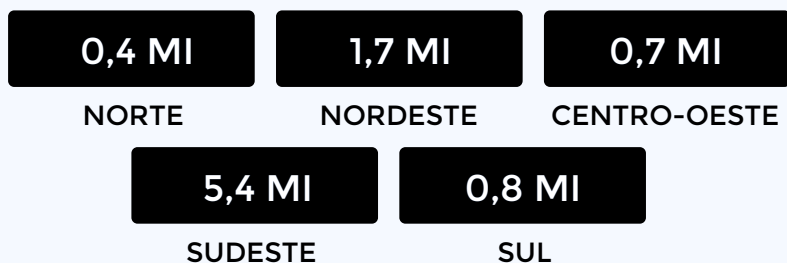 0,4 MI 1,7 MI 0,7 MI
NORTE NORDESTE CENTRO-OESTE
5,4 MI 0,8 MI
SUDESTE SUL